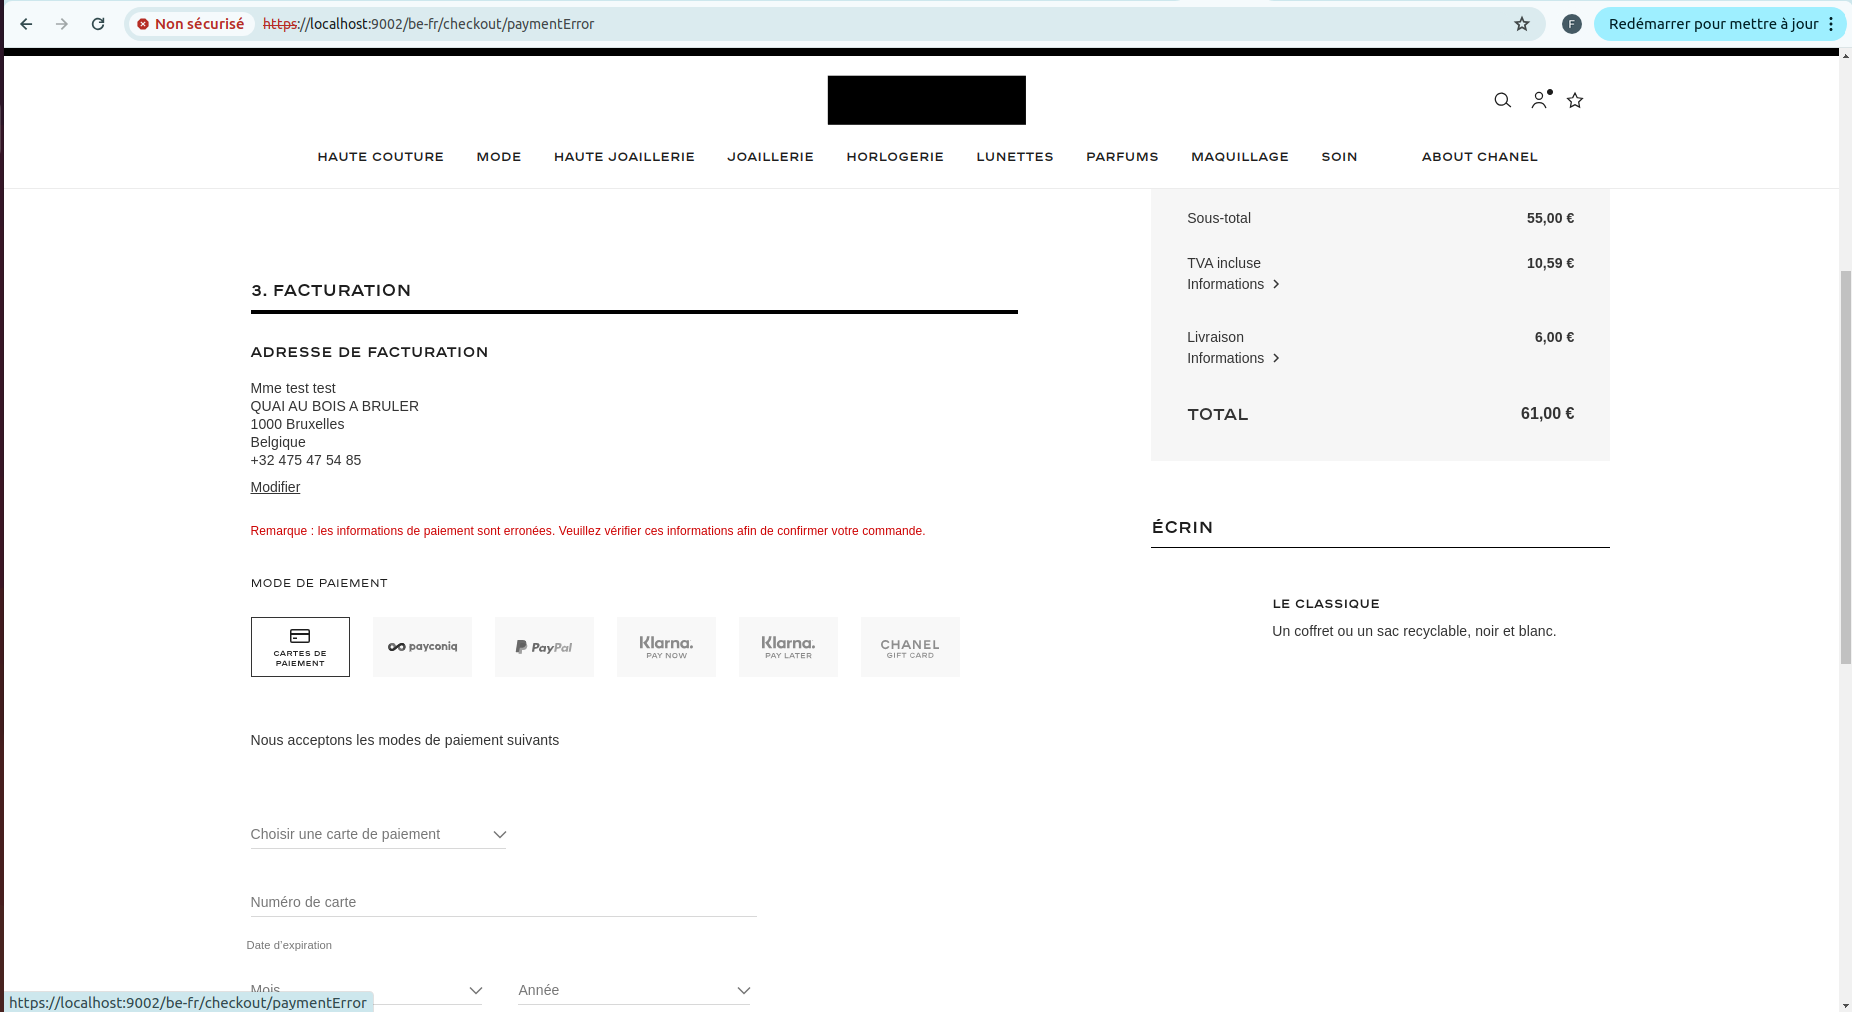 Non sécurisé https://localhost:9002/be-fr/checkout/paymentError F Redémarrer pour mettre à jour
HAUTE COUTURE MODE HAUTE JOAILLERIE JOAILLERIE HORLOGERIE LUNETTES PARFUMS MAQUILLAGE SOIN ABOUT CHANEL
Sous-total 55,00 €
TVA incluse 10,59 €
Informations
Livraison 6,00 €
Informations
TOTAL 61,00 €
3. FACTURATION
ADRESSE DE FACTURATION
Mme test test
QUAI AU BOIS A BRULER
1000 Bruxelles
Belgique
+32 475 47 54 85
Modifier
Remarque : les informations de paiement sont erronées. Veuillez vérifier ces informations afin de confirmer votre commande.
MODE DE PAIEMENT
CARTES DE
PAIEMENT
payconiq
PayPal
Klarna.
PAY NOW
Klarna.
PAY LATER
CHANEL
GIFT CARD
Nous acceptons les modes de paiement suivants
Choisir une carte de paiement
Numéro de carte
Date d'expiration
Mois Année
https://localhost:9002/be-fr/checkout/paymentError
ÉCRIN
LE CLASSIQUE
Un coffret ou un sac recyclable, noir et blanc.